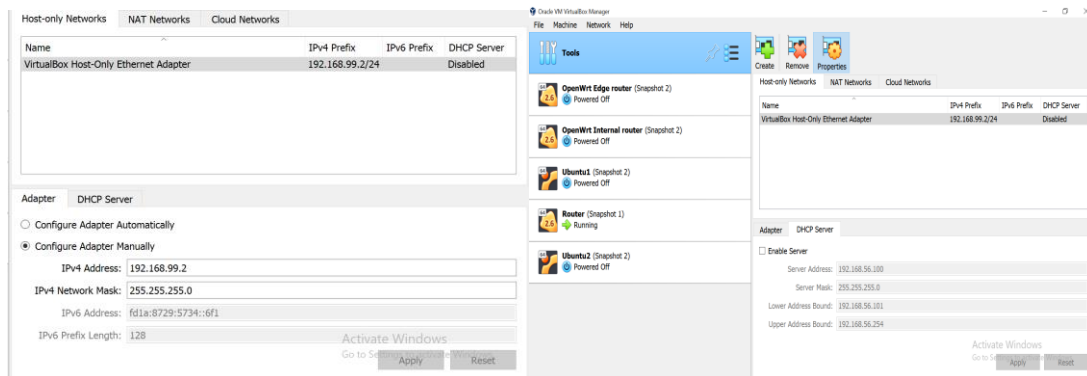 Host-only Networks NAT Networks Cloud Networks
Name IPv4 Prefix IPv6 Prefix DHCP Server
VirtualBox Host-Only Ethernet Adapter 192.168.99.2/24 Disabled
Adapter DHCP Server
Configure Adapter Automatically
Configure Adapter Manually
IPv4 Address: 192.168.99.2
IPv4 Network Mask: 255.255.255.0
IPv6 Address: fd1a:8729:5734::6f1
IPv6 Prefix Length: 128
Activate Windows
Go to Settings to activate
Apply Reset
Oracle VM VirtualBox Manager
File Machine Network Help
Tools
OpenWrt Edge router (Snapshot 2)
Powered Off
OpenWrt Internal router (Snapshot 2)
Powered Off
Ubuntu1 (Snapshot 2)
Powered Off
Router (Snapshot 1)
Running
Ubuntu2 (Snapshot 2)
Powered Off
Create Remove Properties
Host-only Networks NAT Networks Cloud Networks
Name IPv4 Prefix IPv6 Prefix DHCP Server
VirtualBox Host-Only Ethernet Adapter 192.168.99.2/24 Disabled
Adapter DHCP Server
Enable Server
Server Address: 192.168.56.100
Server Mask: 255.255.255.0
Lower Address Bound: 192.168.56.101
Upper Address Bound: 192.168.56.254
Activate Windows
Go to
Apply Reset